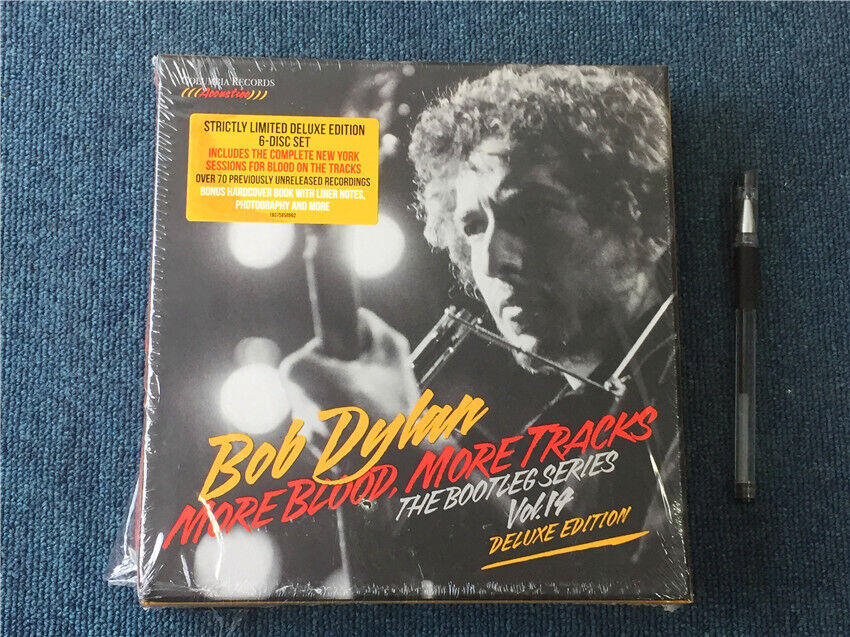 COLUMBIA RECORDS
(((Acoustic)))
STRICTLY LIMITED DELUXE EDITION
6-DISC SET
INCLUDES THE COMPLETE NEW YORK
SESSIONS FOR BLOOD ON THE TRACKS
OVER 70 PREVIOUSLY UNRELEASED RECORDINGS
BONUS HARDCOVER BOOK WITH LINER NOTES,
PHOTOGRAPHY AND MORE
19075858962
Bob Dylan
MORE BLOOD, MORE TRACKS
THE BOOTLEG SERIES
Vol. 14
DELUXE EDITION